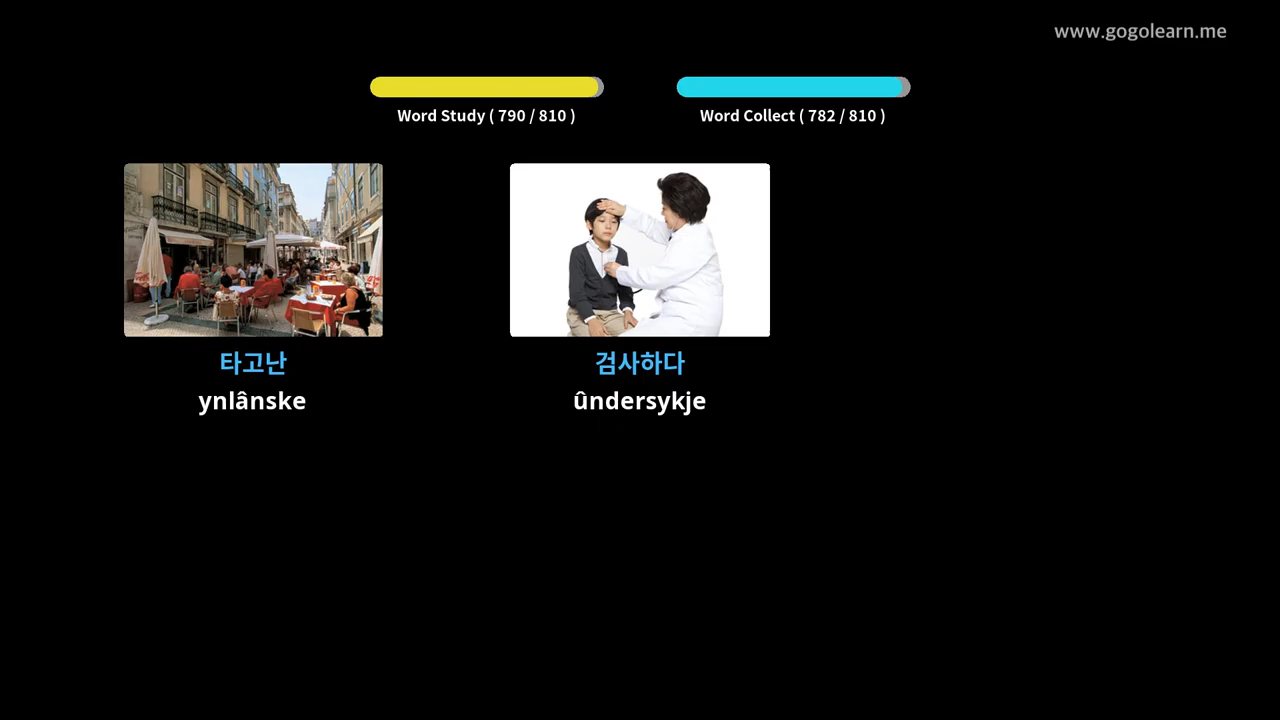 www.gogolearn.me
Word Study ( 790 / 810 )
Word Collect ( 782 / 810 )
타고난
ynlânske
검사하다
ûndersykje